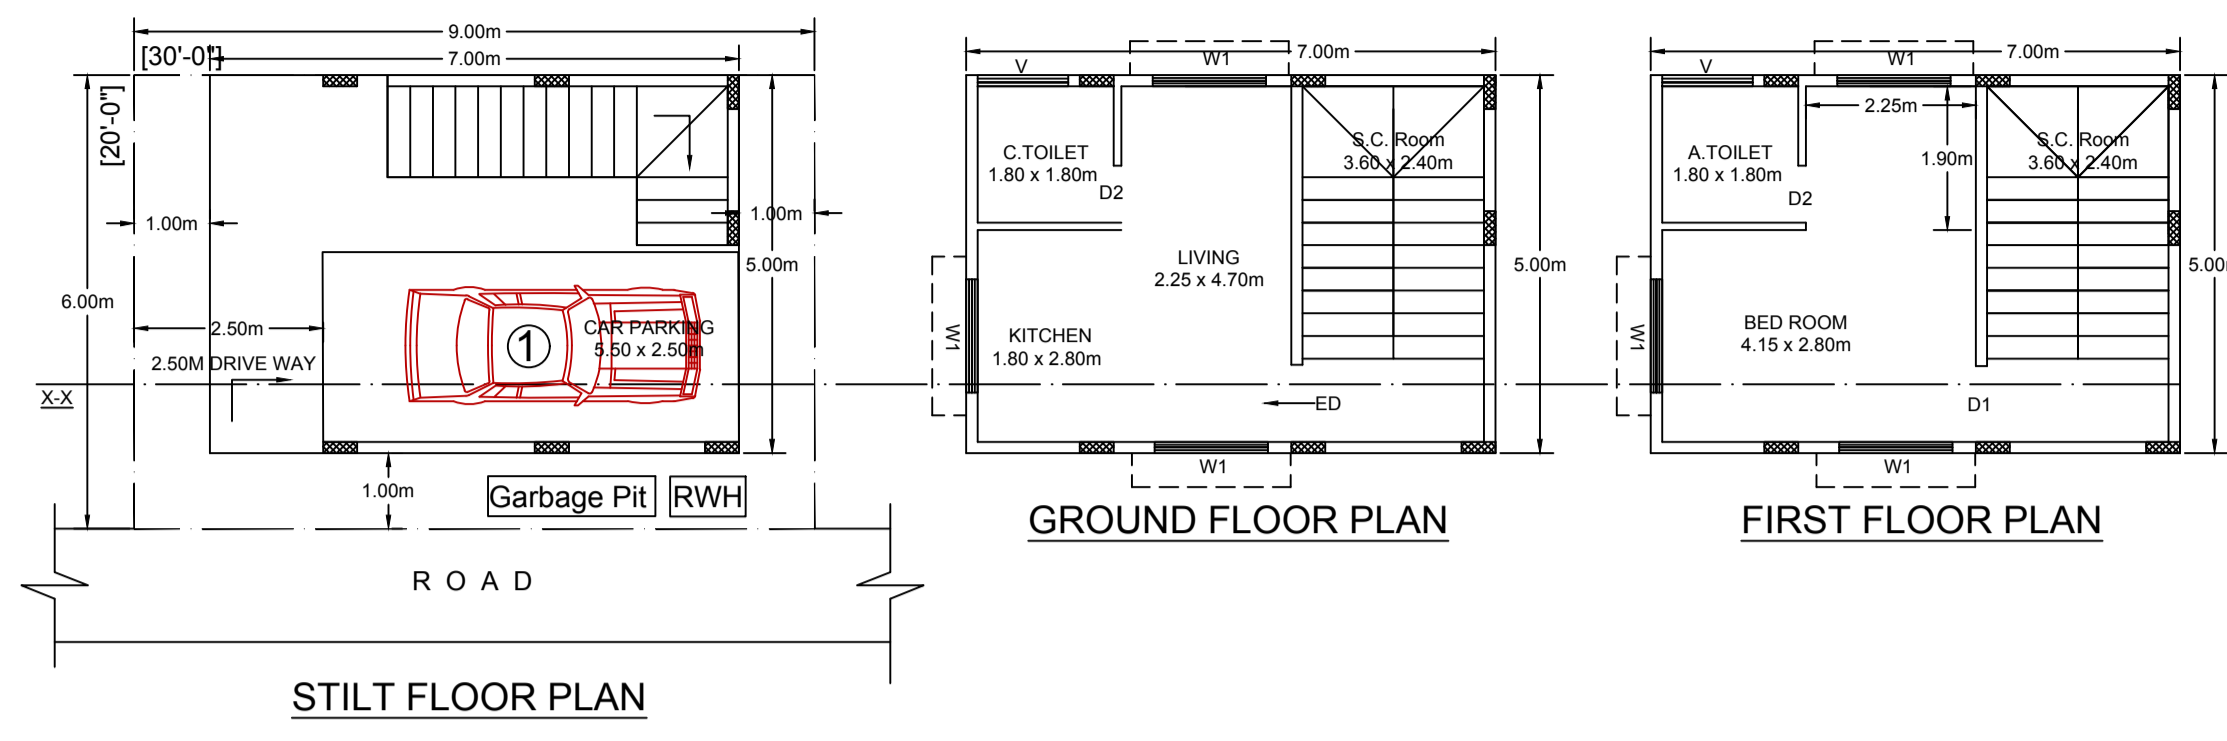 9.00m
[30'-0"]
7.00m
[20'-0"]
1.00m
1.00m
5.00m
6.00m
2.50m
CAR PARKING
5.50 x 2.50m
1
2.50M DRIVE WAY
X-X
1.00m
Garbage Pit
RWH
R O A D
STILT FLOOR PLAN
7.00m
V
W1
C.TOILET
1.80 x 1.80m
D2
S.C. Room
3.60 x 2.40m
LIVING
2.25 x 4.70m
5.00m
W1
KITCHEN
1.80 x 2.80m
ED
W1
GROUND FLOOR PLAN
7.00m
V
W1
2.25m
A.TOILET
1.80 x 1.80m
D2
1.90m
S.C. Room
3.60 x 2.40m
5.00
W1
BED ROOM
4.15 x 2.80m
D1
W1
FIRST FLOOR PLAN